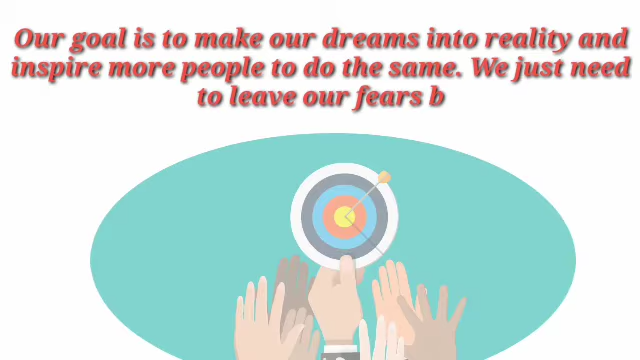 Our goal is to make our dreams into reality and
inspire more people to do the same. We just need
to leave our fears b